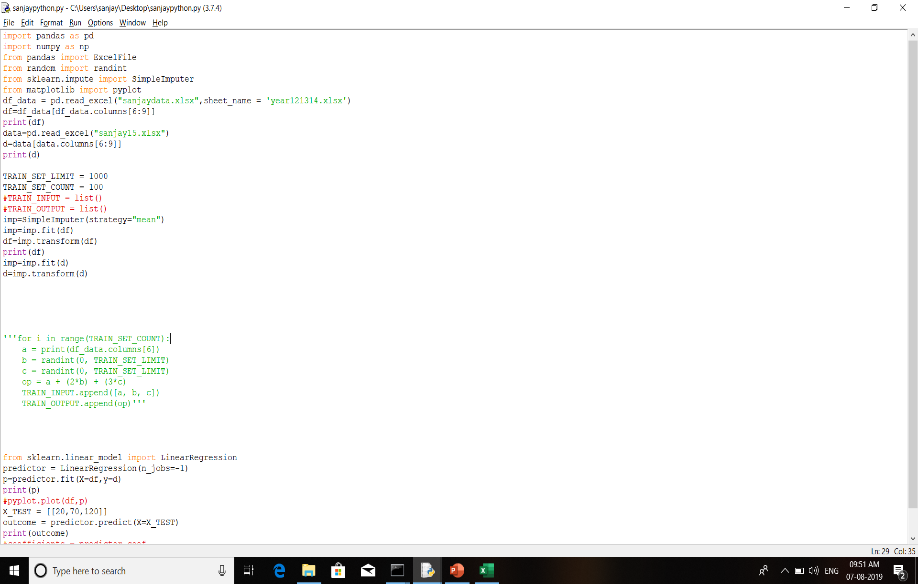 sanjaypython.py - C:\Users\sanjay\Desktop\sanjaypython.py (3.7.4)
File Edit Format Run Options Window Help
import pandas as pd
import numpy as np
from pandas import ExcelFile
from random import randint
from sklearn.impute import SimpleImputer
from matplotlib import pyplot
df_data = pd.read_excel("sanjaydata.xlsx",sheet_name = 'year121314.xlsx')
df=df_data[df_data.columns[6:9]]
print(df)
data=pd.read_excel("sanjay15.xlsx")
d=data[data.columns[6:9]]
print(d)
TRAIN_SET_LIMIT = 1000
TRAIN_SET_COUNT = 100
#TRAIN_INPUT = list()
#TRAIN_OUTPUT = list()
imp=SimpleImputer(strategy="mean")
imp=imp.fit(df)
df=imp.transform(df)
print(df)
imp=imp.fit(d)
d=imp.transform(d)
'''for i in range(TRAIN_SET_COUNT):
    a = print(df_data.columns[6])
    b = randint(0, TRAIN_SET_LIMIT)
    c = randint(0, TRAIN_SET_LIMIT)
    op = a + (2*b) + (3*c)
    TRAIN_INPUT.append([a, b, c])
    TRAIN_OUTPUT.append(op)'''
from sklearn.linear_model import LinearRegression
predictor = LinearRegression(n_jobs=-1)
p=predictor.fit(X=df,y=d)
print(p)
#pyplot.plot(df,p)
X_TEST = [[20,70,120]]
outcome = predictor.predict(X=X_TEST)
print(outcome)
Ln: 29 Col: 35
Type here to search
ENG
09:51 AM
07-08-2019
2